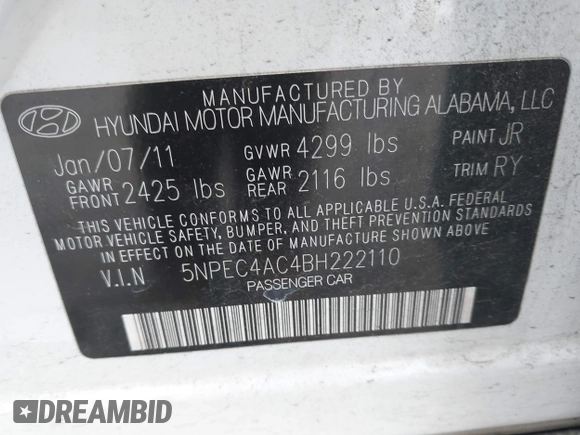 MANUFACTURED BY
HYUNDAI MOTOR MANUFACTURING ALABAMA, LLC
Jan/07/11 GVWR 4299 lbs PAINT JR
GAWR FRONT 2425 lbs GAWR REAR 2116 lbs TRIM RY
THIS VEHICLE CONFORMS TO ALL APPLICABLE U.S.A. FEDERAL
MOTOR VEHICLE SAFETY, BUMPER, AND THEFT PREVENTION STANDARDS
IN EFFECT ON THE DATE OF MANUFACTURE SHOWN ABOVE
V.I.N 5NPEC4AC4BH222110
PASSENGER CAR
DREAMBID